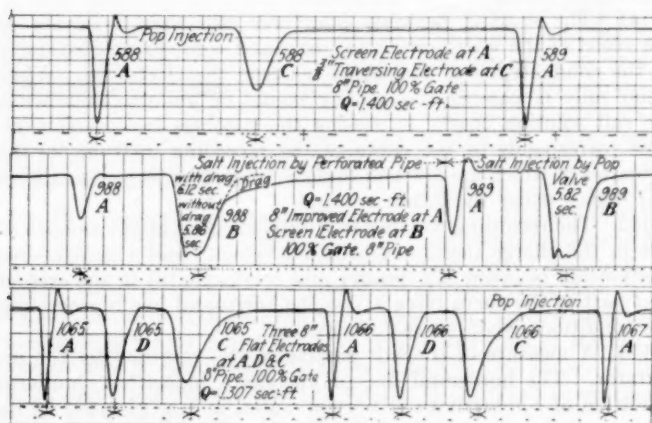 Pop Injection
588
A
588
C
Screen Electrode at A
"Traversing Electrode at C
8" Pipe. 100% Gate
Q=1.400 sec-ft.
589
A
Salt Injection by Perforated Pipe
Salt Injection by Pop
Valve
5.82
sec.
988
A
with drag
6.12 sec.
without
drag
5.86
sec.
Drag
988
B
Q=1.400 sec-ft.
8" Improved Electrode at A
Screen Electrode at B
100% Gate. 8" Pipe
989
A
989
B
Pop Injection
1065
A
1065
D
1065
C
Three 8"
Flat Electrodes
at A, D & C
8" Pipe. 100% Gate
Q=1.307 sec-ft.
1066
A
1066
D
1066
C
1067
A